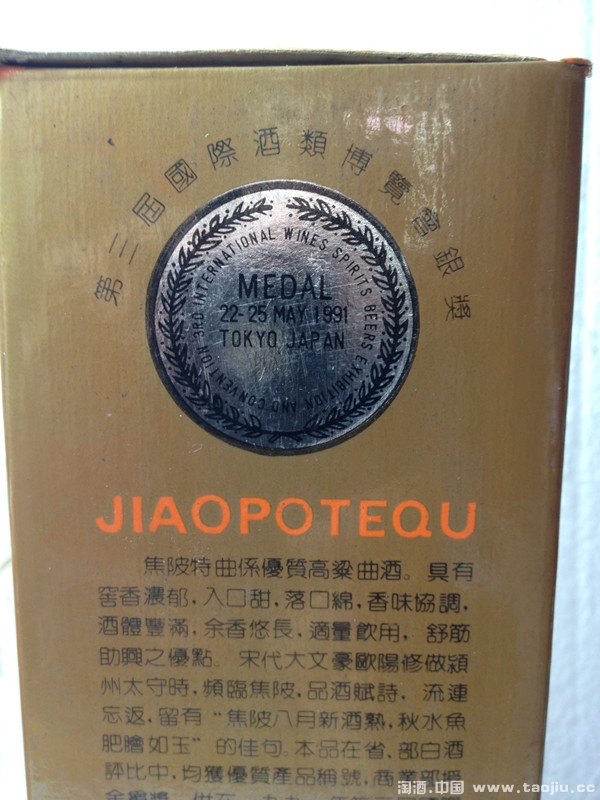 第三屆國際酒類博覽會銀獎
3RD INTERNATIONAL WINES SPIRITS BEERS EXHIBITION AND CONVENTION
MEDAL
22-25 MAY 1991
TOKYO JAPAN
JIAOPOTEQU
焦陂特曲係優質高粱曲酒。具有
窖香濃郁，入口甜，落口綿，香味協調，
酒體豐滿，余香悠長，適量飲用，舒筋
助興之優點。宋代大文豪歐陽修做潁
州太守時，頻臨焦陂，品酒賦詩，流連
忘返，留有“焦陂八月新酒熟，秋水魚
肥膾如玉”的佳句。本品在省、部白酒
評比中，均獲優質產品稱號，商業部授
淘酒.中国 www.taojiu.cc